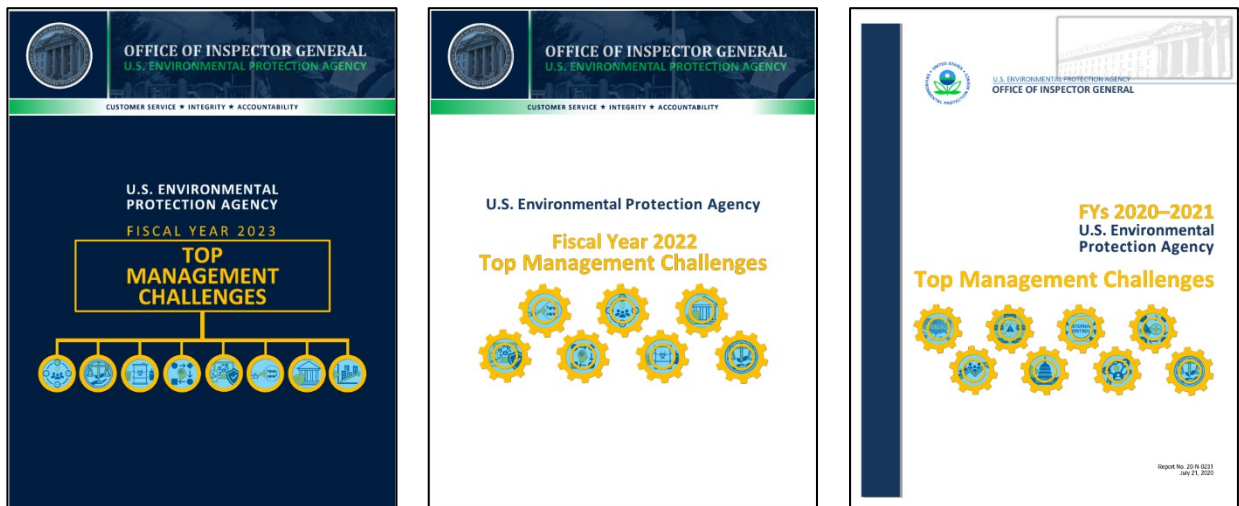 OFFICE OF INSPECTOR GENERAL
U.S. ENVIRONMENTAL PROTECTION AGENCY
CUSTOMER SERVICE ★ INTEGRITY ★ ACCOUNTABILITY
U.S. ENVIRONMENTAL
PROTECTION AGENCY
FISCAL YEAR 2023
TOP
MANAGEMENT
CHALLENGES
OFFICE OF INSPECTOR GENERAL
U.S. ENVIRONMENTAL PROTECTION AGENCY
CUSTOMER SERVICE ★ INTEGRITY ★ ACCOUNTABILITY
U.S. Environmental Protection Agency
Fiscal Year 2022
Top Management Challenges
U.S. ENVIRONMENTAL PROTECTION AGENCY
OFFICE OF INSPECTOR GENERAL
FYs 2020–2021
U.S. Environmental
Protection Agency
Top Management Challenges
Report No. 20-N-0231
July 21, 2020